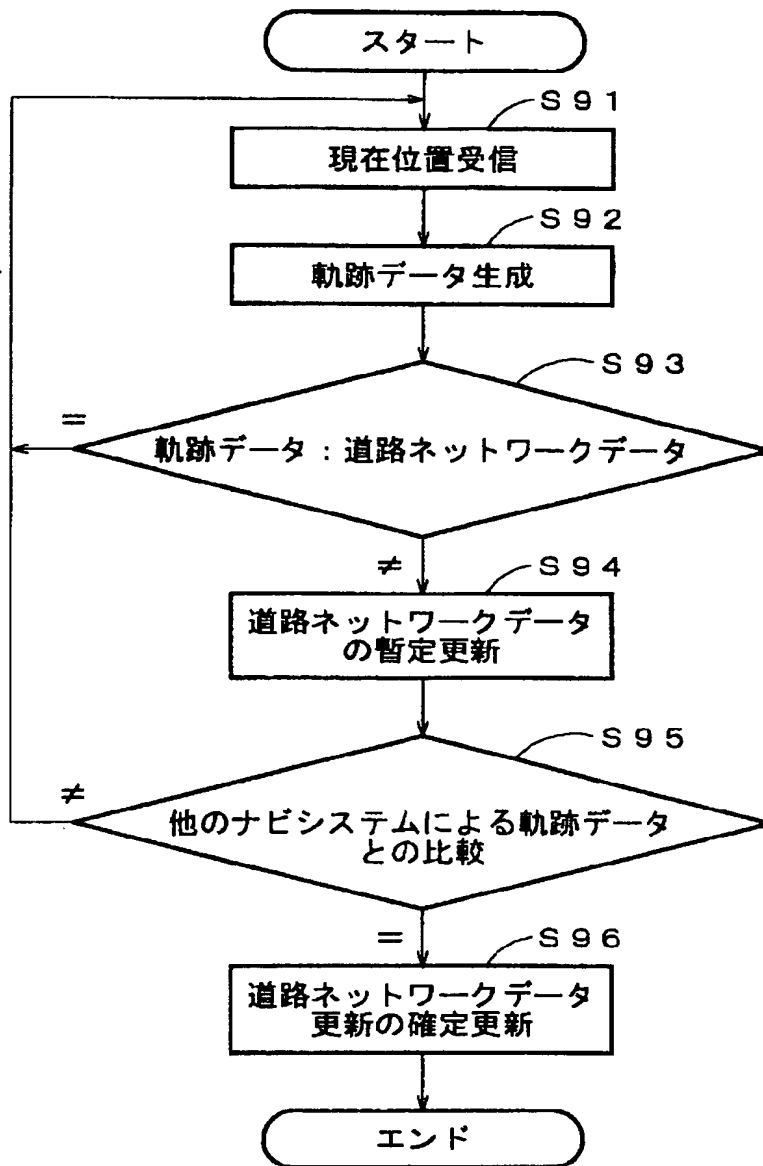 スタート
S91
現在位置受信
S92
軌跡データ生成
S93
=
軌跡データ:道路ネットワークデータ
≠
S94
道路ネットワークデータ
の暫定更新
S95
≠
他のナビシステムによる軌跡データ
との比較
=
S96
道路ネットワークデータ
更新の確定更新
エンド